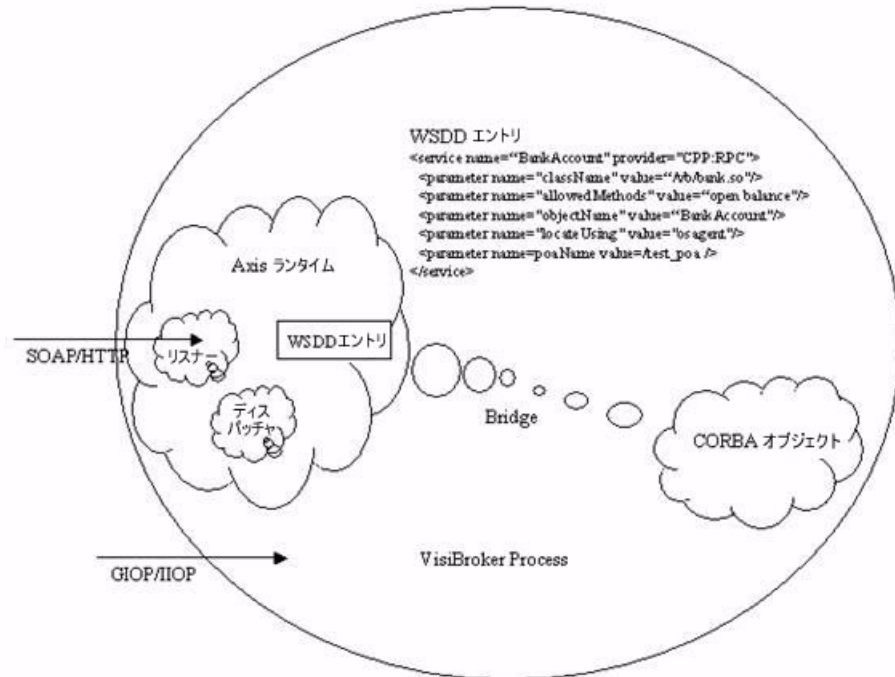 WSDD エントリ
<service name="BankAccount" provider="CPP:RPC">
<parameter name="className" value="/vb/bank.so"/>
<parameter name="allowedMethods" value="open balance"/>
<parameter name="objectName" value="BankAccount"/>
<parameter name="locateUsing" value="osagent"/>
<parameter name=poaName value=/test_poa />
</service>
Axis ランタイム
WSDDエントリ
リスナー
SOAP/HTTP
ディス
パッチャ
Bridge
CORBA オブジェクト
VisiBroker Process
GIOP/IIOP